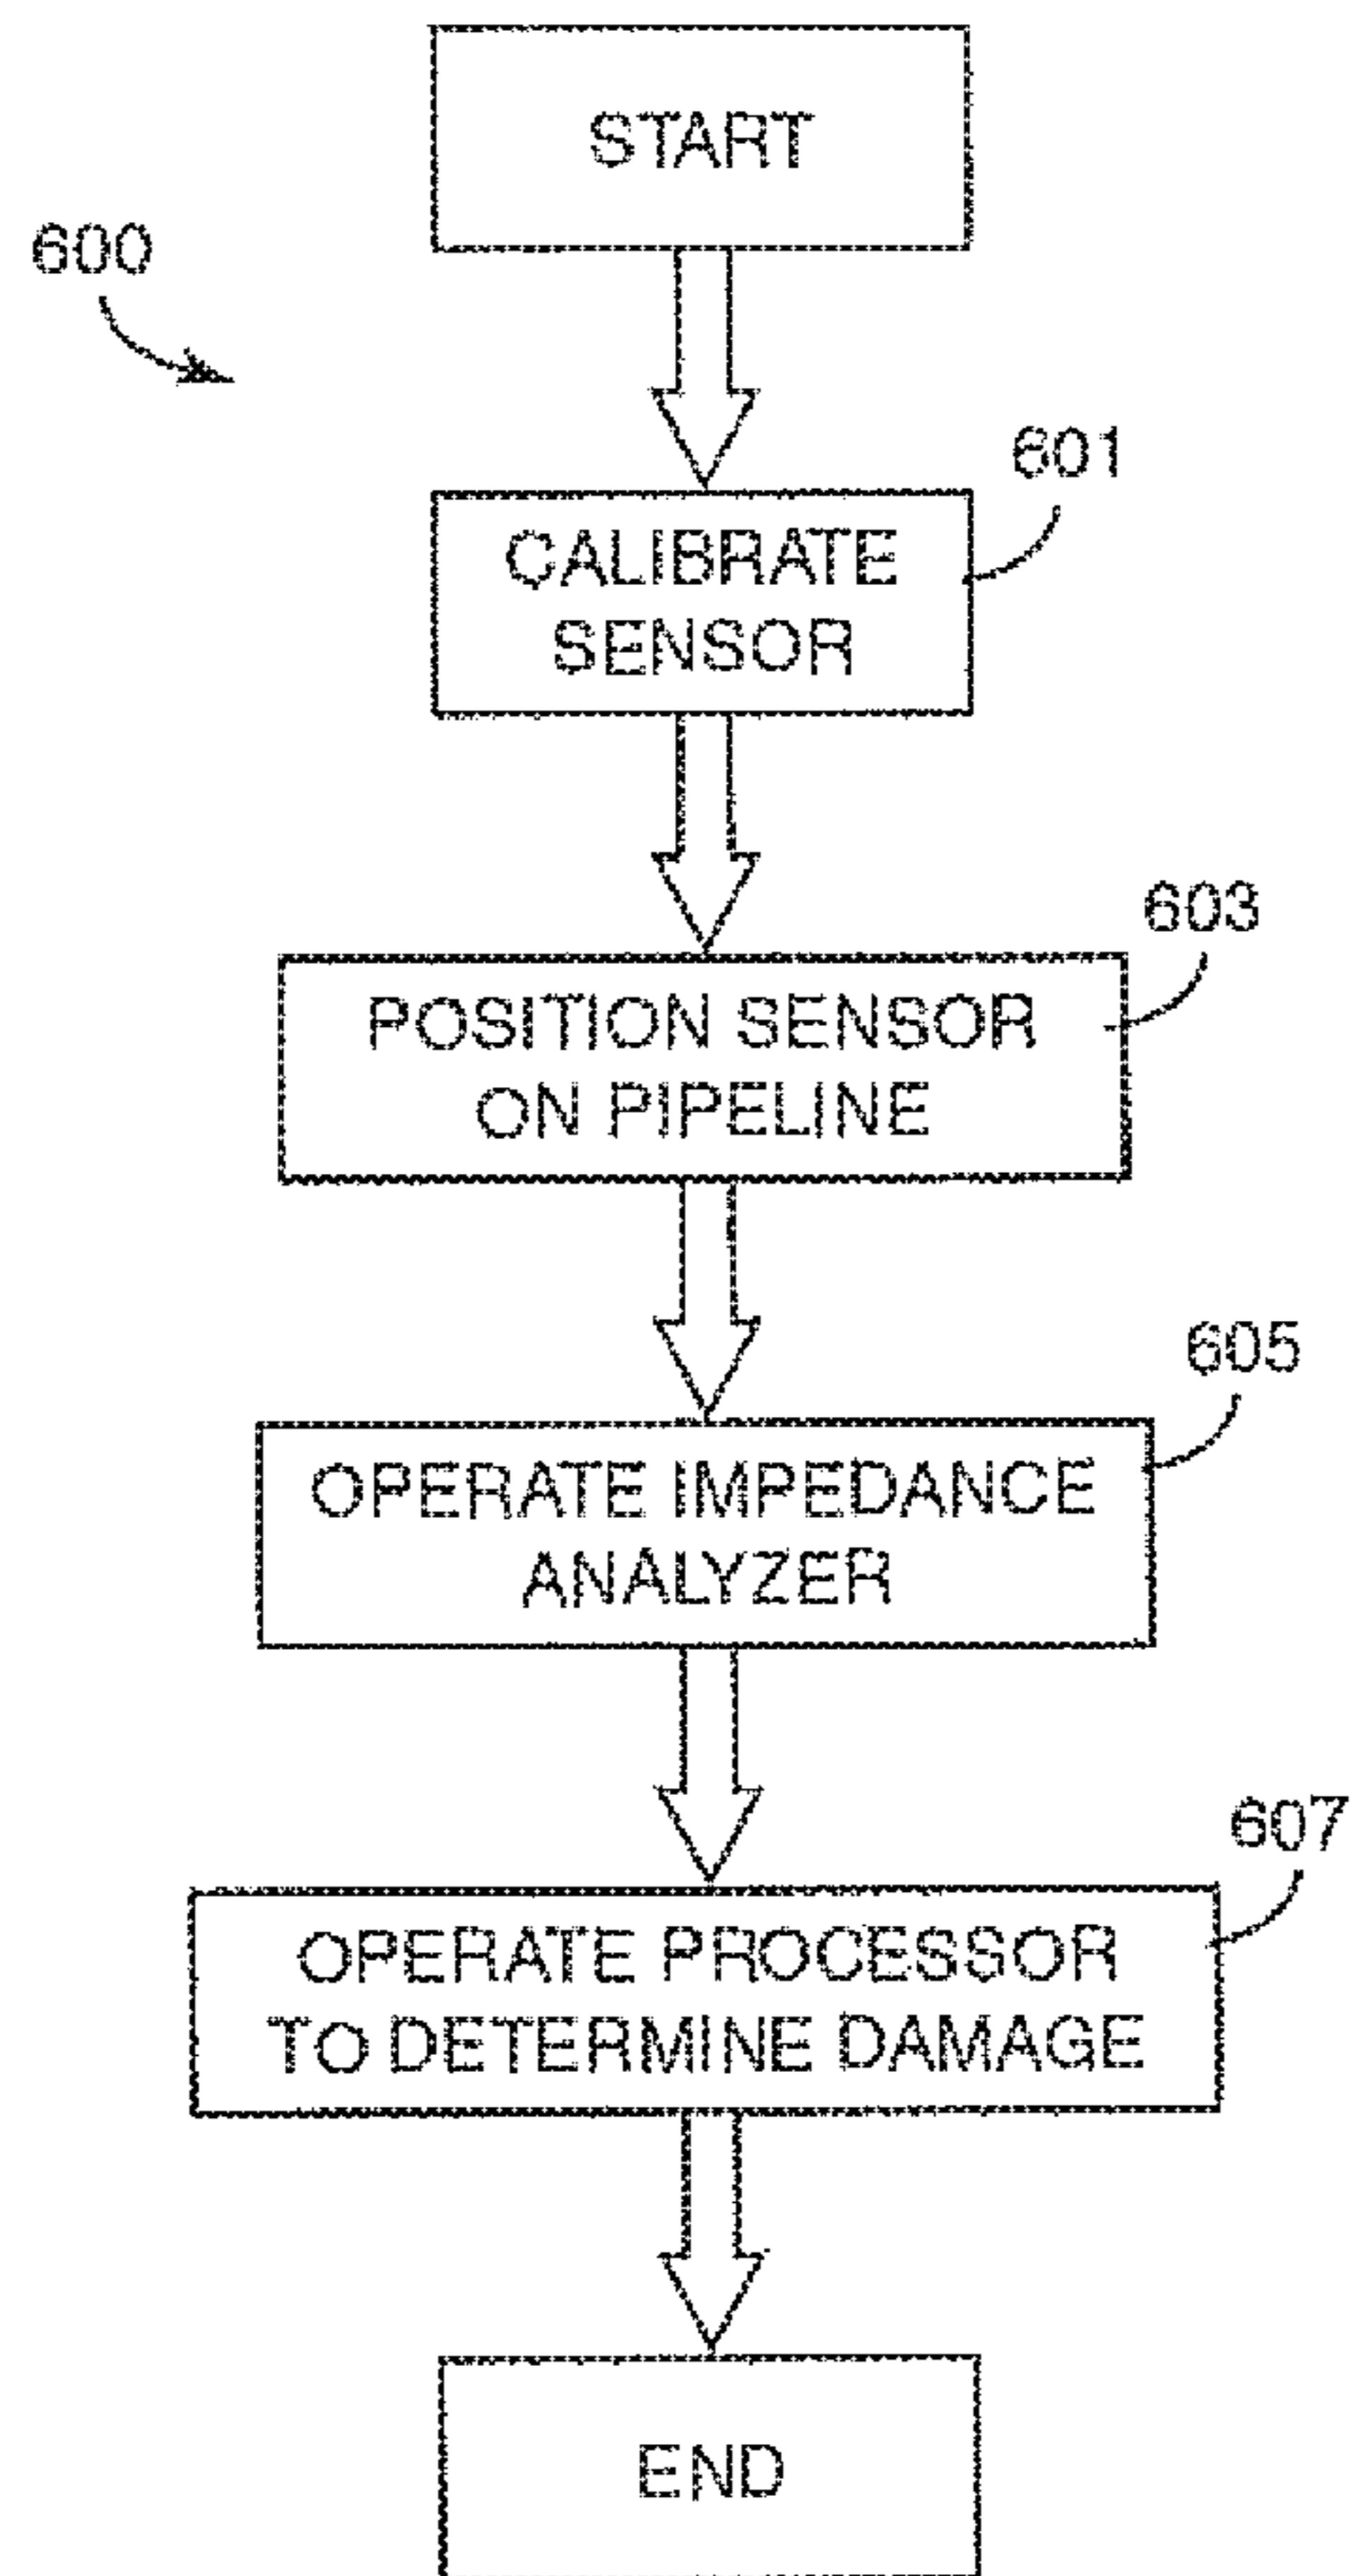 START
600
601
CALIBRATE
SENSOR
603
POSITION SENSOR
ON PIPELINE
605
OPERATE IMPEDANCE
ANALYZER
607
OPERATE PROCESSOR
TO DETERMINE DAMAGE
END